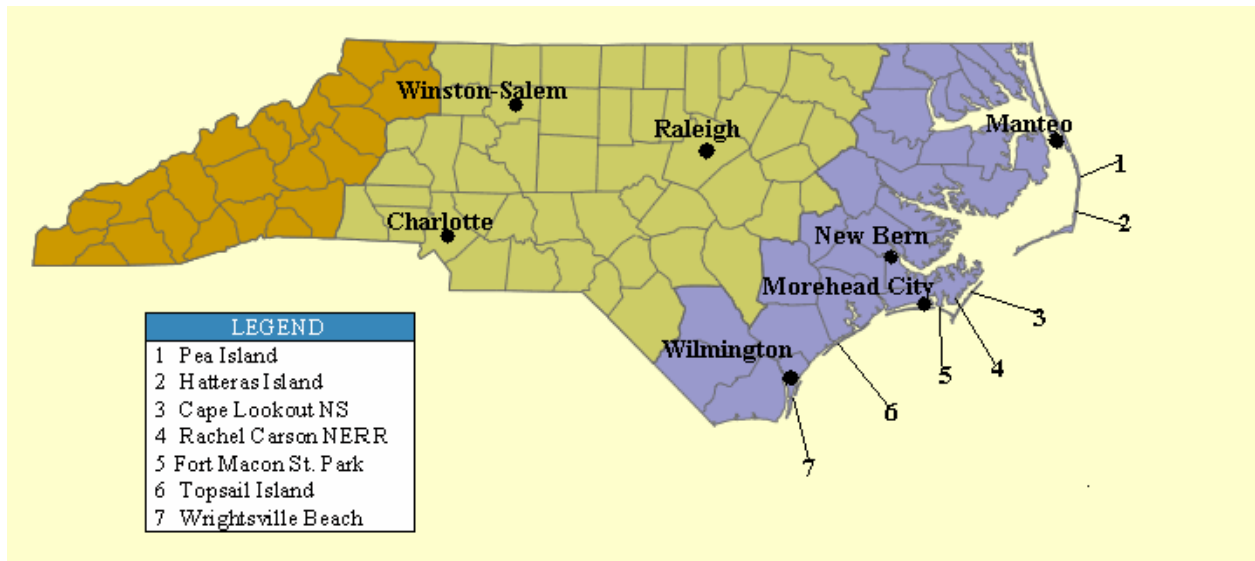 Winston-Salem
Raleigh
Manteo
1
2
Charlotte
New Bern
Morehead City
3
4
5
6
7
Wilmington
LEGEND
1 Pea Island
2 Hatteras Island
3 Cape Lookout NS
4 Rachel Carson NERR
5 Fort Macon St. Park
6 Topsail Island
7 Wrightsville Beach